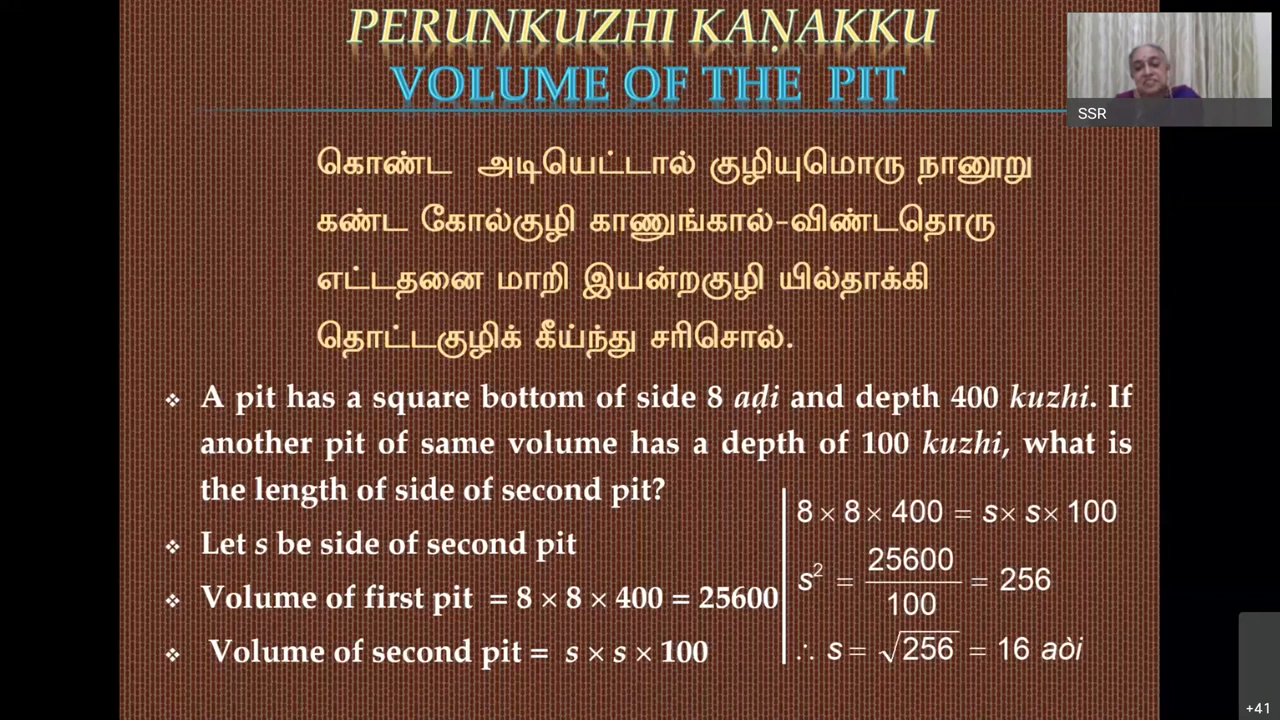 PERUNKUZHI KAṆAKKU
VOLUME OF THE PIT
SSR
கொண்ட அடியெட்டால் குழியுமொரு நானூறு
கண்ட கோல்குழி காணுங்கால்-விண்டதொரு
எட்டதனை மாறி இயன்றகுழி யில்தாக்கி
தொட்டகுழிக் கீய்ந்து சரிசொல்.
❖ A pit has a square bottom of side 8 aḍi and depth 400 kuzhi. If
another pit of same volume has a depth of 100 kuzhi, what is
the length of side of second pit?
❖ Let s be side of second pit
❖ Volume of first pit = 8 × 8 × 400 = 25600
❖ Volume of second pit = s × s × 100
8 × 8 × 400 = s × s × 100
s² = 25600/100 = 256
∴ s = √256 = 16 aòi
+41